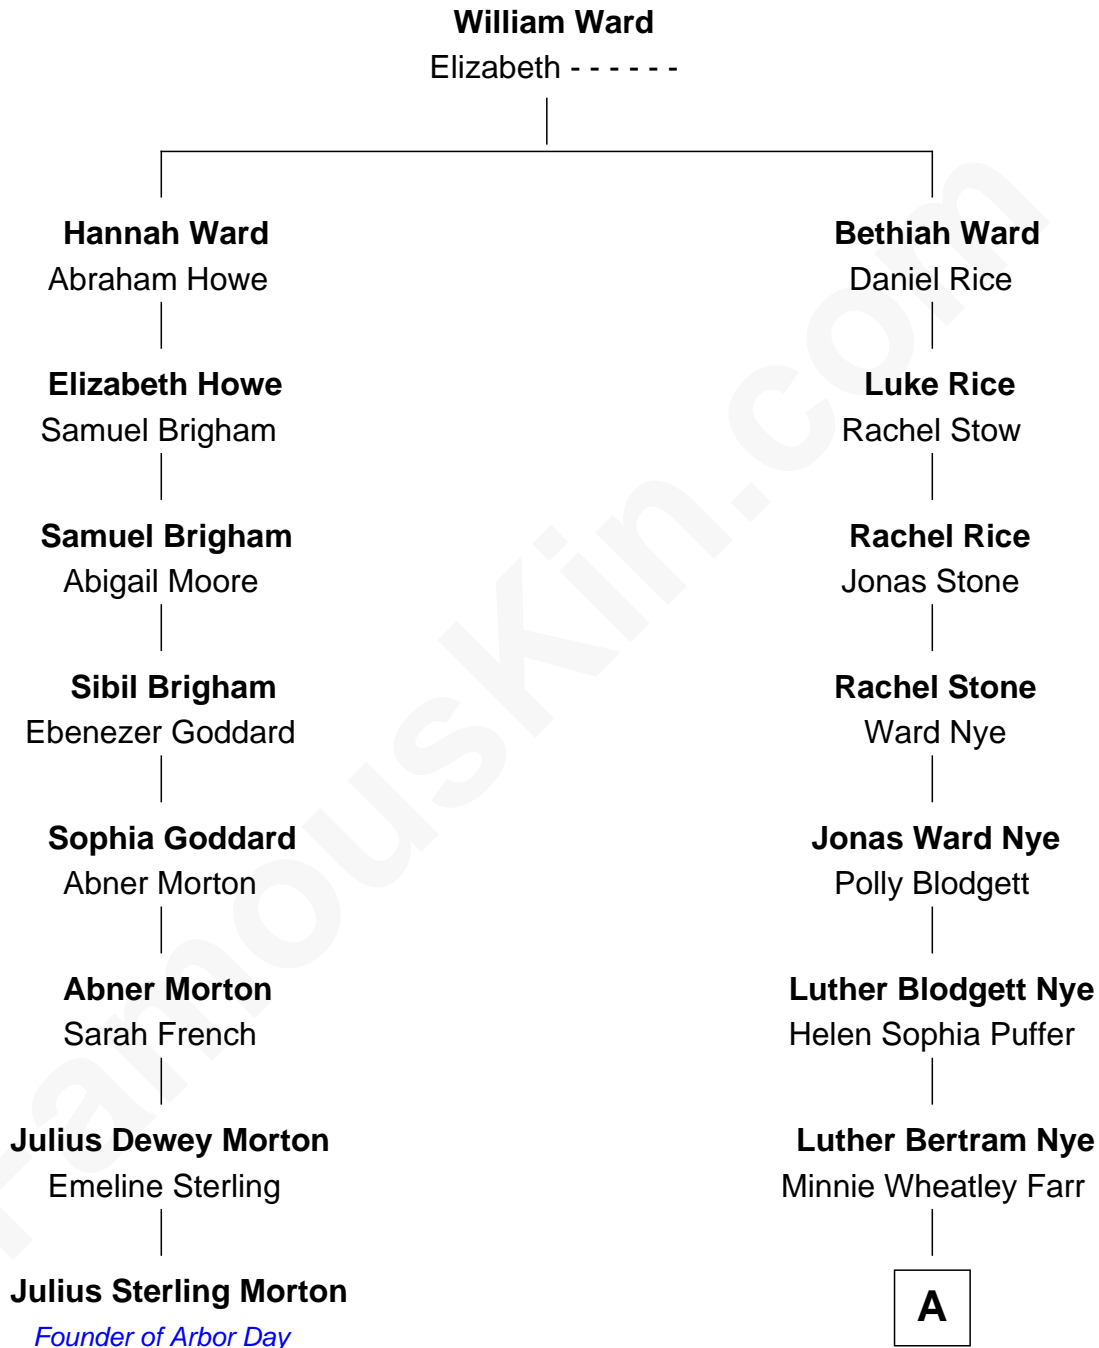 William Ward
Elizabeth - - - - - -
Hannah Ward
Abraham Howe
Bethiah Ward
Daniel Rice
Elizabeth Howe
Samuel Brigham
Luke Rice
Rachel Stow
Samuel Brigham
Abigail Moore
Rachel Rice
Jonas Stone
Sibil Brigham
Ebenezer Goddard
Rachel Stone
Ward Nye
Sophia Goddard
Abner Morton
Jonas Ward Nye
Polly Blodgett
Abner Morton
Sarah French
Luther Blodgett Nye
Helen Sophia Puffer
Julius Dewey Morton
Emeline Sterling
Luther Bertram Nye
Minnie Wheatley Farr
Julius Sterling Morton
Founder of Arbor Day
A
FamousKin.com